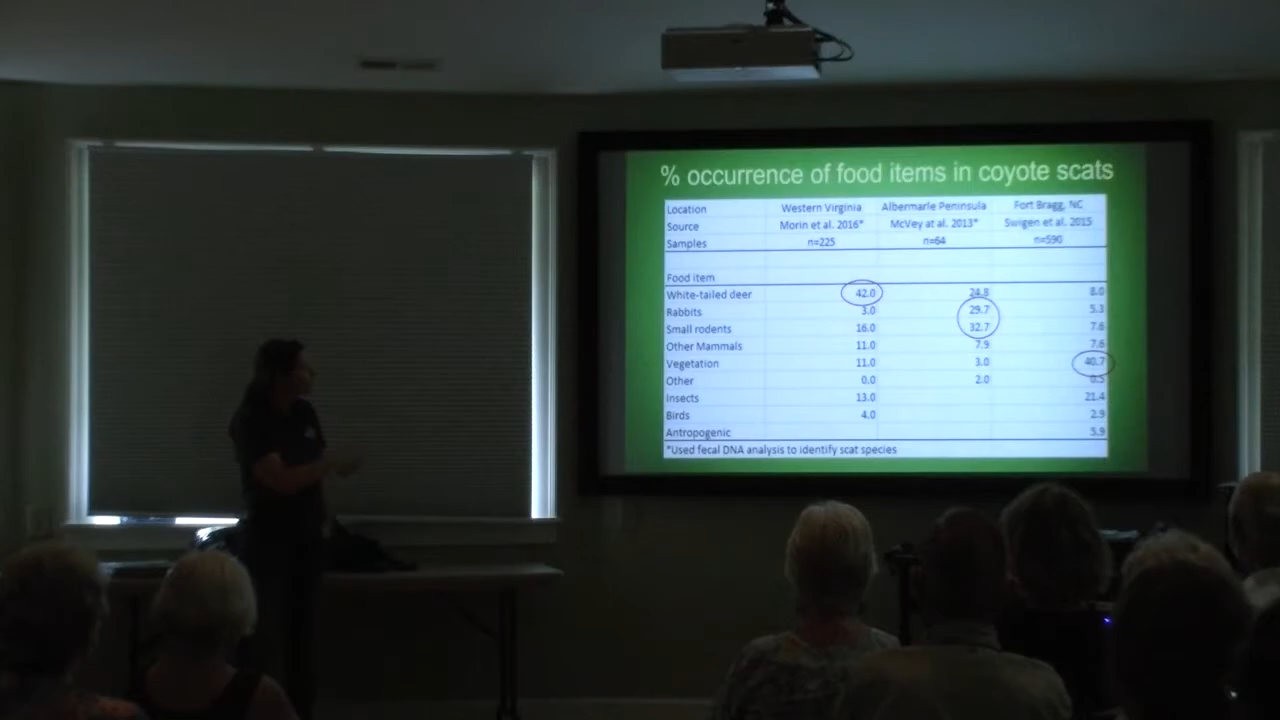 % occurrence of food items in coyote scats
Location Western Virginia Albermarle Peninsula Fort Bragg, NC
Source Morin et al. 2016* McVey at al. 2013* Swigen et al. 2015
Samples n=225 n=64 n=590
Food item
White-tailed deer 42.0 24.8 8.0
Rabbits 3.0 29.7 5.3
Small rodents 16.0 32.7 7.6
Other Mammals 11.0 7.9 7.6
Vegetation 11.0 3.0 40.7
Other 0.0 2.0 0.5
Insects 13.0 21.4
Birds 4.0 2.9
Antropogenic 5.9
*Used fecal DNA analysis to identify scat species